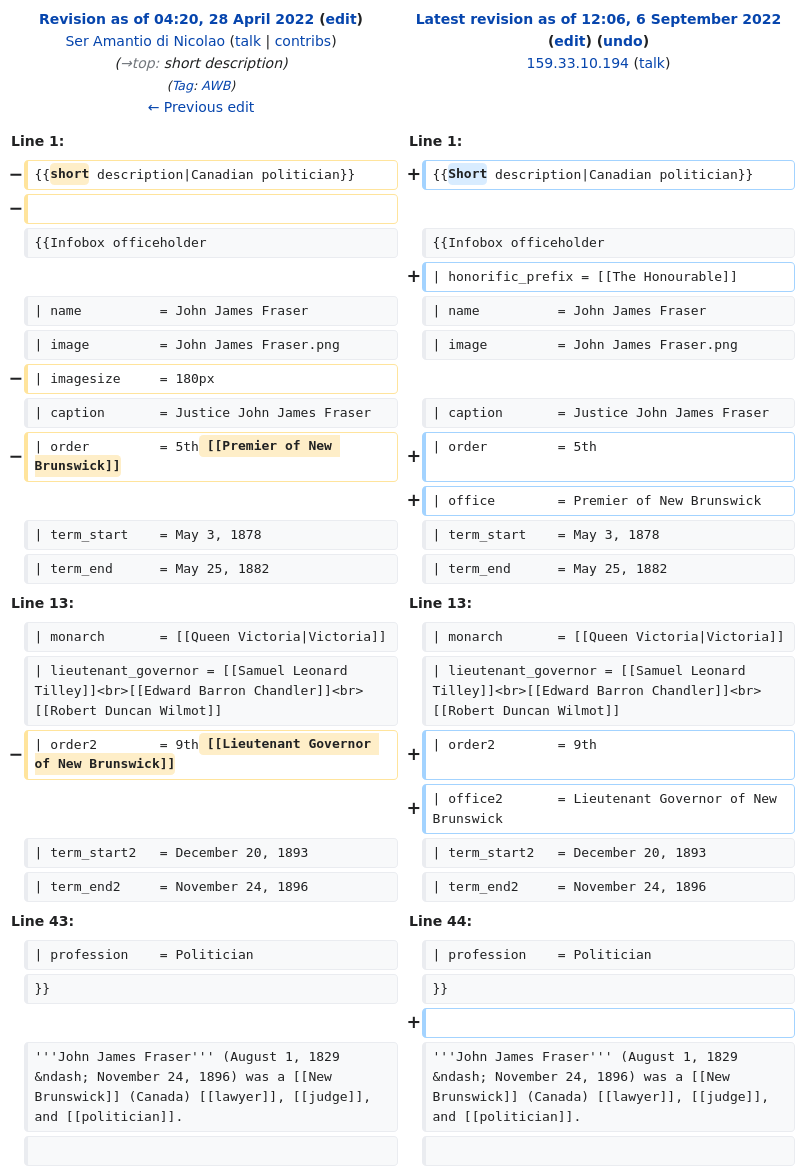 Revision as of 04:20, 28 April 2022 (edit)
Ser Amantio di Nicolao (talk | contribs)
(→top: short description)
(Tag: AWB)
← Previous edit
Latest revision as of 12:06, 6 September 2022
(edit) (undo)
159.33.10.194 (talk)
Line 1:
Line 1:
− {{short description|Canadian politician}}
+ {{Short description|Canadian politician}}
−
{{Infobox officeholder
{{Infobox officeholder
+ | honorific_prefix = [[The Honourable]]
| name         = John James Fraser
| name         = John James Fraser
| image        = John James Fraser.png
| image        = John James Fraser.png
− | imagesize    = 180px
| caption      = Justice John James Fraser
| caption      = Justice John James Fraser
− | order        = 5th [[Premier of New
Brunswick]]
+ | order        = 5th
+ | office       = Premier of New Brunswick
| term_start   = May 3, 1878
| term_start   = May 3, 1878
| term_end     = May 25, 1882
| term_end     = May 25, 1882
Line 13:
Line 13:
| monarch      = [[Queen Victoria|Victoria]]
| monarch      = [[Queen Victoria|Victoria]]
| lieutenant_governor = [[Samuel Leonard
Tilley]]<br>[[Edward Barron Chandler]]<br>
[[Robert Duncan Wilmot]]
| lieutenant_governor = [[Samuel Leonard
Tilley]]<br>[[Edward Barron Chandler]]<br>
[[Robert Duncan Wilmot]]
− | order2       = 9th [[Lieutenant Governor
of New Brunswick]]
+ | order2       = 9th
+ | office2      = Lieutenant Governor of New
Brunswick
| term_start2  = December 20, 1893
| term_start2  = December 20, 1893
| term_end2    = November 24, 1896
| term_end2    = November 24, 1896
Line 43:
Line 44:
| profession   = Politician
| profession   = Politician
}}
}}
+
'''John James Fraser''' (August 1, 1829
&ndash; November 24, 1896) was a [[New
Brunswick]] (Canada) [[lawyer]], [[judge]],
and [[politician]].
'''John James Fraser''' (August 1, 1829
&ndash; November 24, 1896) was a [[New
Brunswick]] (Canada) [[lawyer]], [[judge]],
and [[politician]].